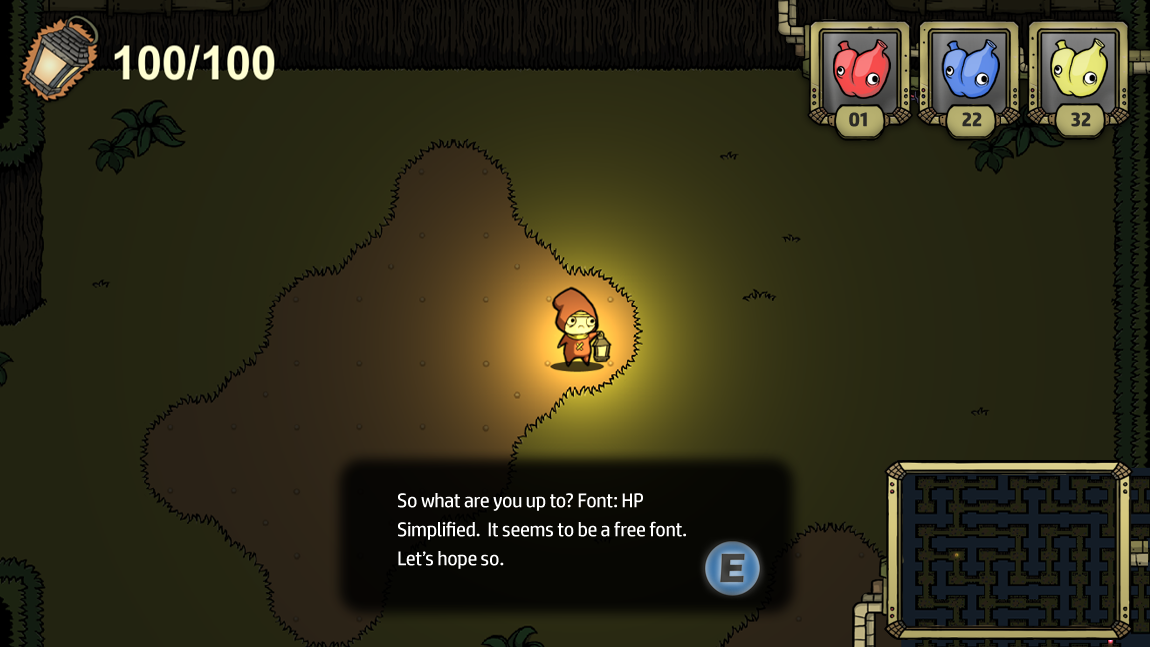 100/100
01
22
32
So what are you up to? Font: HP
Simplified.  It seems to be a free font.
Let's hope so.
E